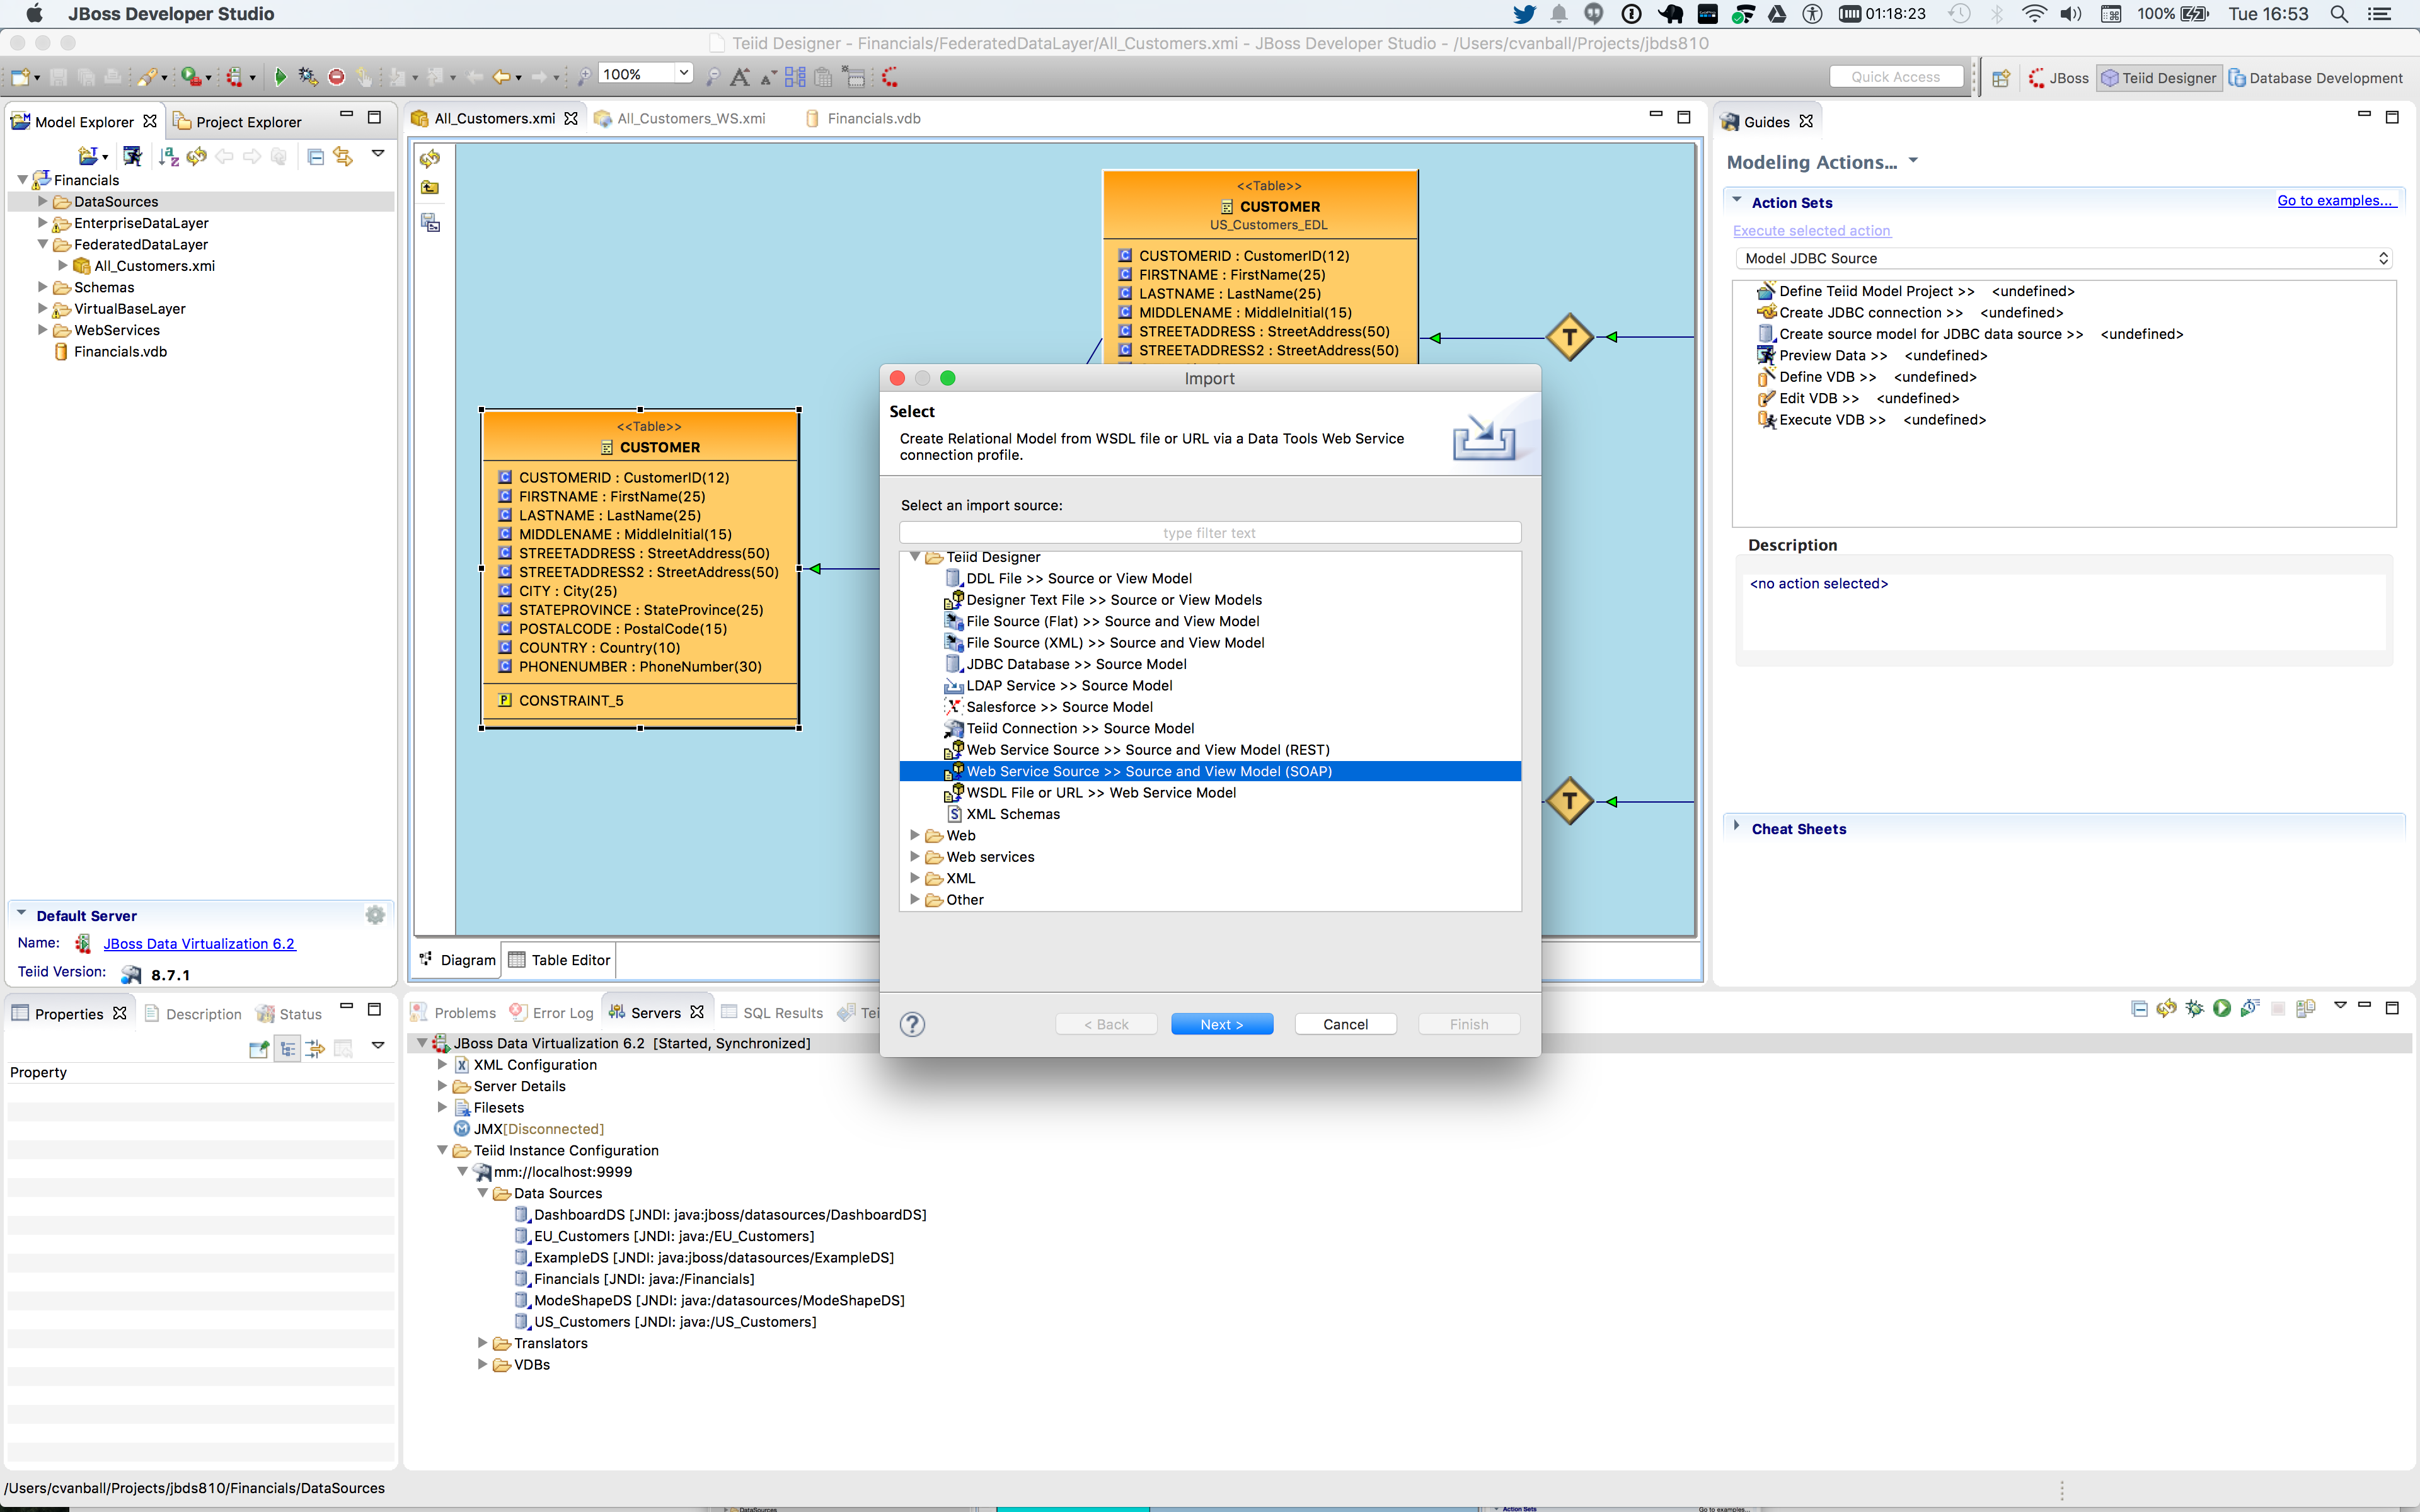 JBoss Developer Studio
01:18:23
100%
Tue 16:53
Teiid Designer - Financials/FederatedDataLayer/All_Customers.xmi - JBoss Developer Studio - /Users/cvanball/Projects/jbds810
100%
Quick Access
JBoss
Teiid Designer
Database Development
Model Explorer
Project Explorer
Financials
DataSources
EnterpriseDataLayer
FederatedDataLayer
All_Customers.xmi
Schemas
VirtualBaseLayer
WebServices
Financials.vdb
Default Server
Name: JBoss Data Virtualization 6.2
Teiid Version: 8.7.1
All_Customers.xmi
All_Customers_WS.xmi
Financials.vdb
<<Table>>
CUSTOMER
US_Customers_EDL
CUSTOMERID : CustomerID(12)
FIRSTNAME : FirstName(25)
LASTNAME : LastName(25)
MIDDLENAME : MiddleInitial(15)
STREETADDRESS : StreetAddress(50)
STREETADDRESS2 : StreetAddress(50)
T
<<Table>>
CUSTOMER
CUSTOMERID : CustomerID(12)
FIRSTNAME : FirstName(25)
LASTNAME : LastName(25)
MIDDLENAME : MiddleInitial(15)
STREETADDRESS : StreetAddress(50)
STREETADDRESS2 : StreetAddress(50)
CITY : City(25)
STATEPROVINCE : StateProvince(25)
POSTALCODE : PostalCode(15)
COUNTRY : Country(10)
PHONENUMBER : PhoneNumber(30)
CONSTRAINT_5
T
Diagram
Table Editor
Import
Select
Create Relational Model from WSDL file or URL via a Data Tools Web Service
connection profile.
Select an import source:
type filter text
Teiid Designer
DDL File >> Source or View Model
Designer Text File >> Source or View Models
File Source (Flat) >> Source and View Model
File Source (XML) >> Source and View Model
JDBC Database >> Source Model
LDAP Service >> Source Model
Salesforce >> Source Model
Teiid Connection >> Source Model
Web Service Source >> Source and View Model (REST)
Web Service Source >> Source and View Model (SOAP)
WSDL File or URL >> Web Service Model
XML Schemas
Web
Web services
XML
Other
< Back
Next >
Cancel
Finish
Guides
Modeling Actions...
Action Sets
Go to examples...
Execute selected action
Model JDBC Source
Define Teiid Model Project >> <undefined>
Create JDBC connection >> <undefined>
Create source model for JDBC data source >> <undefined>
Preview Data >> <undefined>
Define VDB >> <undefined>
Edit VDB >> <undefined>
Execute VDB >> <undefined>
Description
<no action selected>
Cheat Sheets
Properties
Description
Status
Property
Problems
Error Log
Servers
SQL Results
Tei
JBoss Data Virtualization 6.2 [Started, Synchronized]
XML Configuration
Server Details
Filesets
JMX[Disconnected]
Teiid Instance Configuration
mm://localhost:9999
Data Sources
DashboardDS [JNDI: java:jboss/datasources/DashboardDS]
EU_Customers [JNDI: java:/EU_Customers]
ExampleDS [JNDI: java:jboss/datasources/ExampleDS]
Financials [JNDI: java:/Financials]
ModeShapeDS [JNDI: java:/datasources/ModeShapeDS]
US_Customers [JNDI: java:/US_Customers]
Translators
VDBs
/Users/cvanball/Projects/jbds810/Financials/DataSources
DataSources
Action Sets
Go to examples...